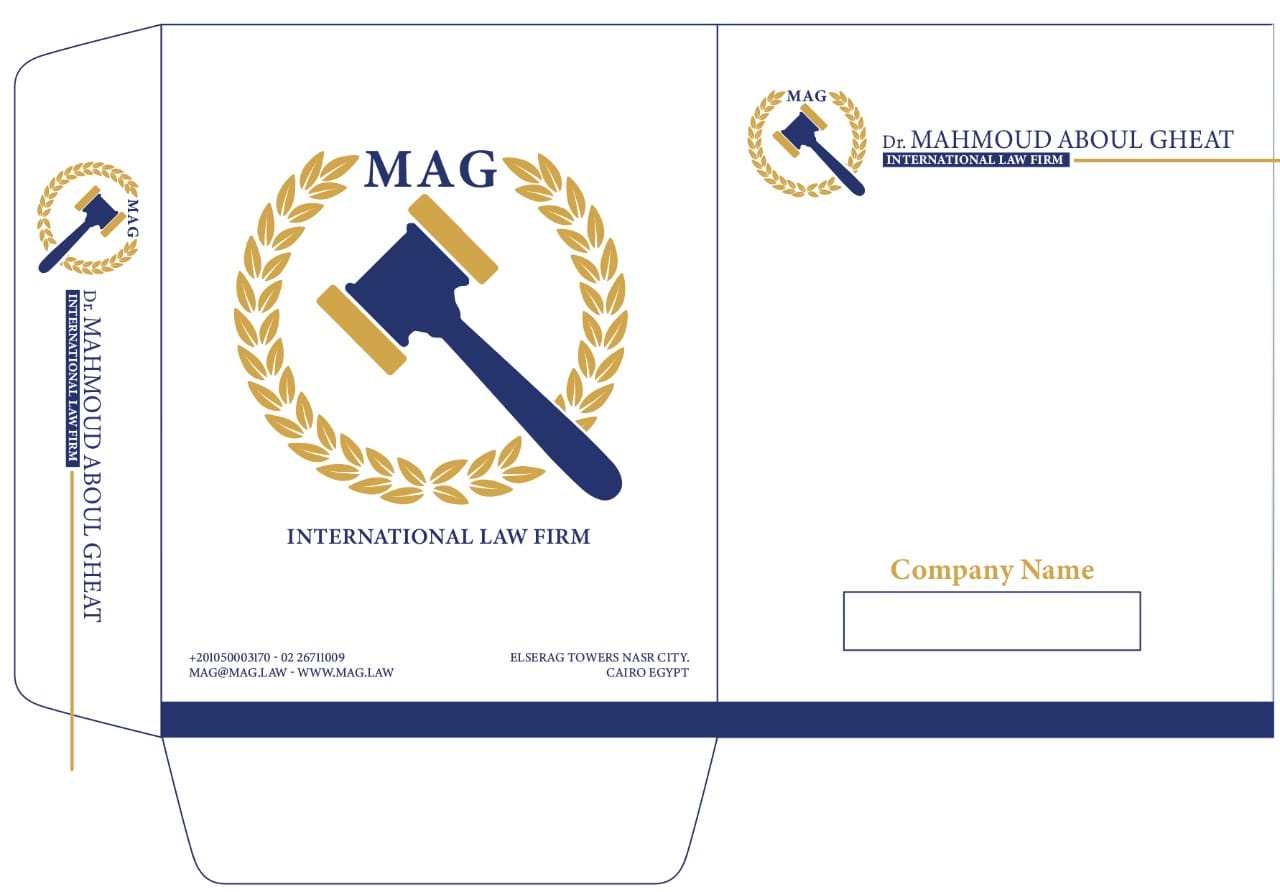 MAG
Dr. MAHMOUD ABOUL GHEAT
INTERNATIONAL LAW FIRM
MAG
INTERNATIONAL LAW FIRM
+201050003170 - 02 26711009
MAG@MAG.LAW - WWW.MAG.LAW
ELSERAG TOWERS NASR CITY.
CAIRO EGYPT
MAG
Dr. MAHMOUD ABOUL GHEAT
INTERNATIONAL LAW FIRM
Company Name